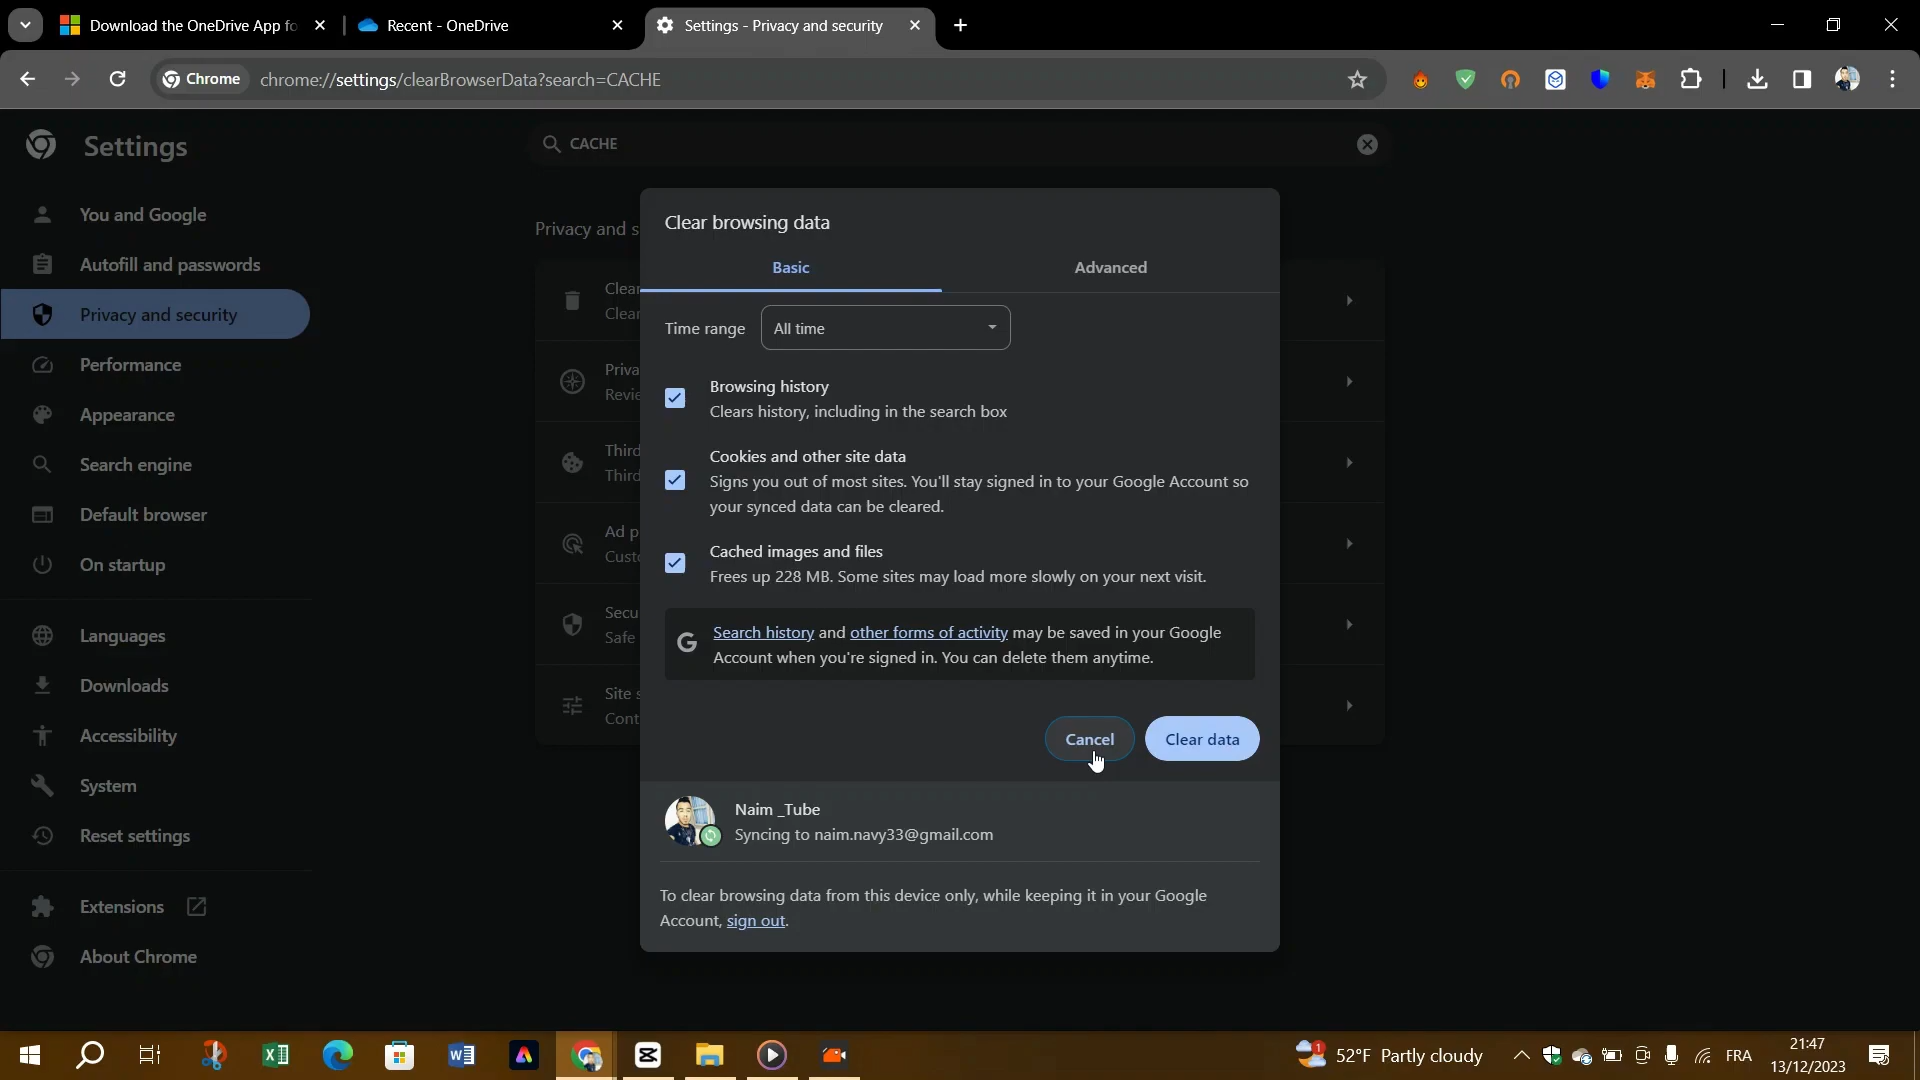 Download the OneDrive App fo
Recent - OneDrive
Settings - Privacy and security
Chrome
chrome://settings/clearBrowserData?search=CACHE
Settings
CACHE
You and Google
Autofill and passwords
Privacy and security
Performance
Appearance
Search engine
Default browser
On startup
Languages
Downloads
Accessibility
System
Reset settings
Extensions
About Chrome
Privacy and s
Clear
Clear
Priva
Revie
Third
Third
Ad p
Custo
Secu
Safe
Site s
Cont
Clear browsing data
Basic
Advanced
Time range
All time
Browsing history
Clears history, including in the search box
Cookies and other site data
Signs you out of most sites. You'll stay signed in to your Google Account so
your synced data can be cleared.
Cached images and files
Frees up 228 MB. Some sites may load more slowly on your next visit.
Search history and other forms of activity may be saved in your Google
Account when you're signed in. You can delete them anytime.
Cancel
Clear data
Naim _Tube
Syncing to naim.navy33@gmail.com
To clear browsing data from this device only, while keeping it in your Google
Account, sign out.
1
52°F Partly cloudy
FRA
21:47
13/12/2023